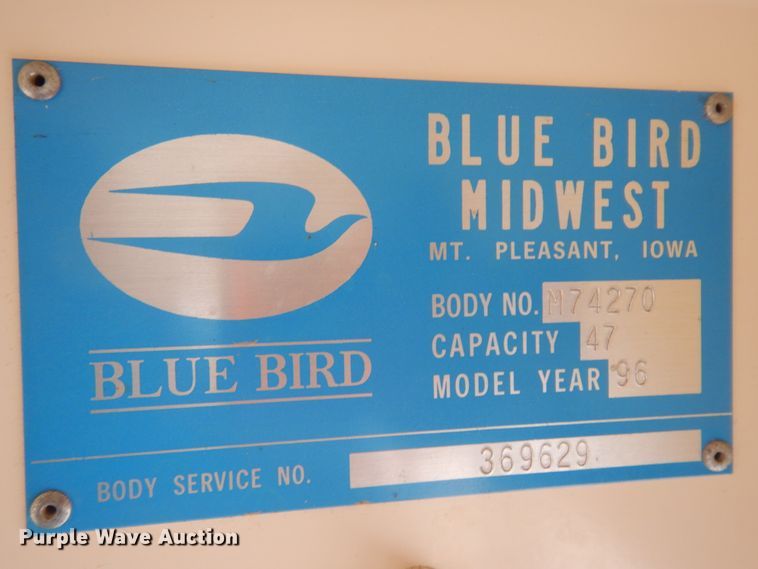 BLUE BIRD
MIDWEST
MT. PLEASANT, IOWA
BODY NO. M74270
CAPACITY 47
MODEL YEAR 96
BLUE BIRD
BODY SERVICE NO. 369629
Purple Wave Auction